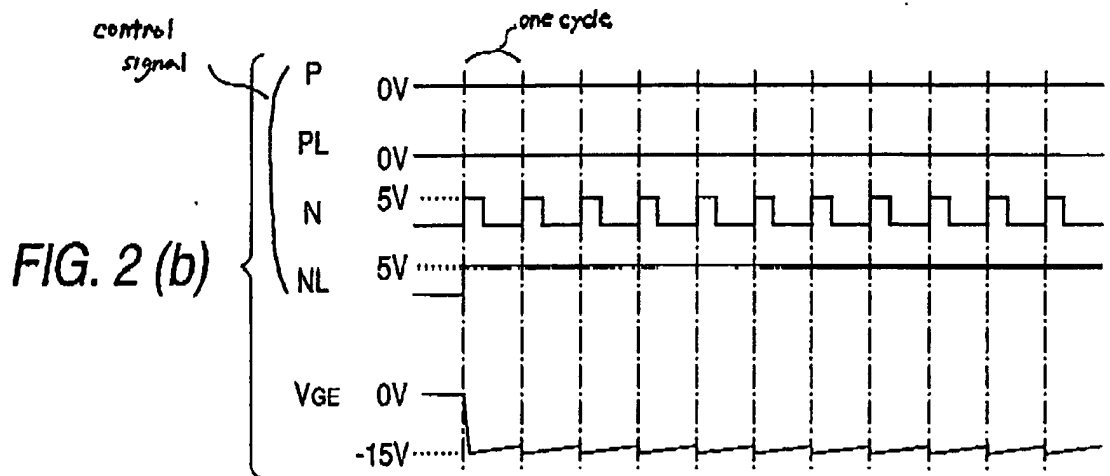 control
signal
one cycle
P 0V
PL 0V
5V
N
FIG. 2 (b)
5V
NL
VGE 0V
-15V